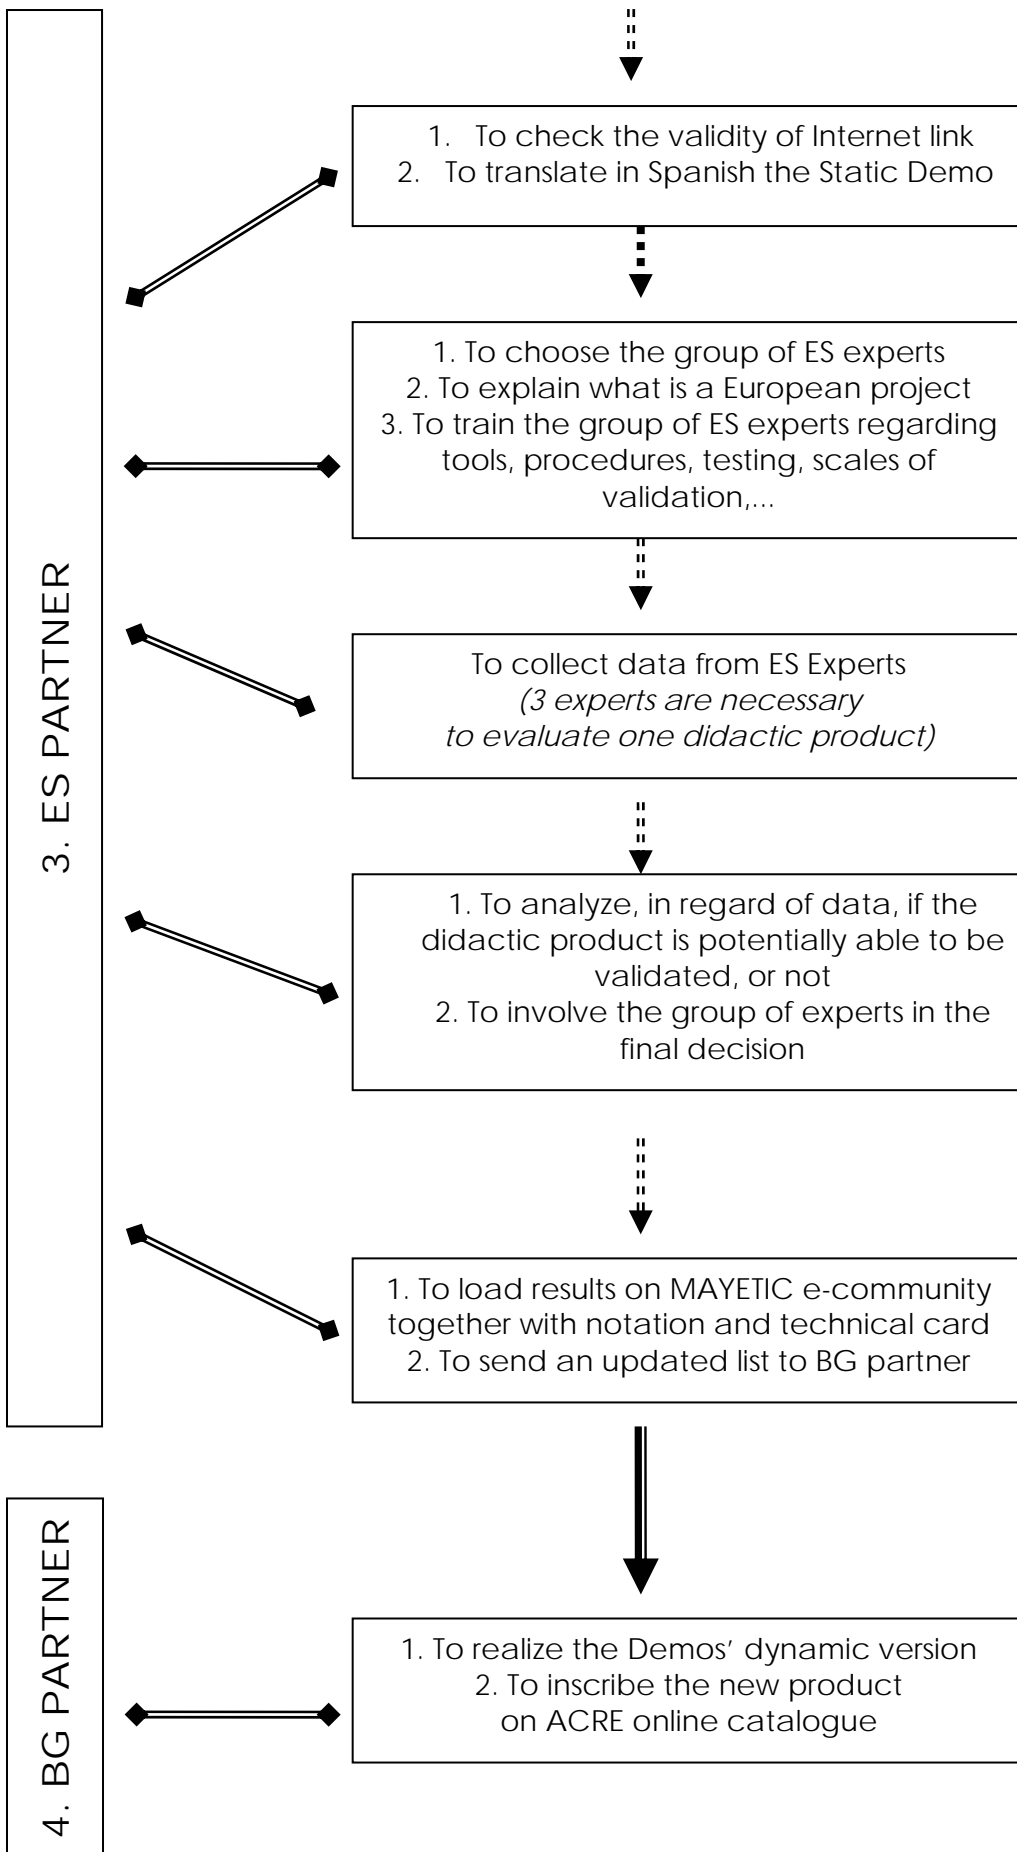 3. ES PARTNER
1. To check the validity of Internet link
2. To translate in Spanish the Static Demo
1. To choose the group of ES experts
2. To explain what is a European project
3. To train the group of ES experts regarding
tools, procedures, testing, scales of
validation,...
To collect data from ES Experts
(3 experts are necessary
to evaluate one didactic product)
1. To analyze, in regard of data, if the
didactic product is potentially able to be
validated, or not
2. To involve the group of experts in the
final decision
1. To load results on MAYETIC e-community
together with notation and technical card
2. To send an updated list to BG partner
4. BG PARTNER
1. To realize the Demos’ dynamic version
2. To inscribe the new product
on ACRE online catalogue